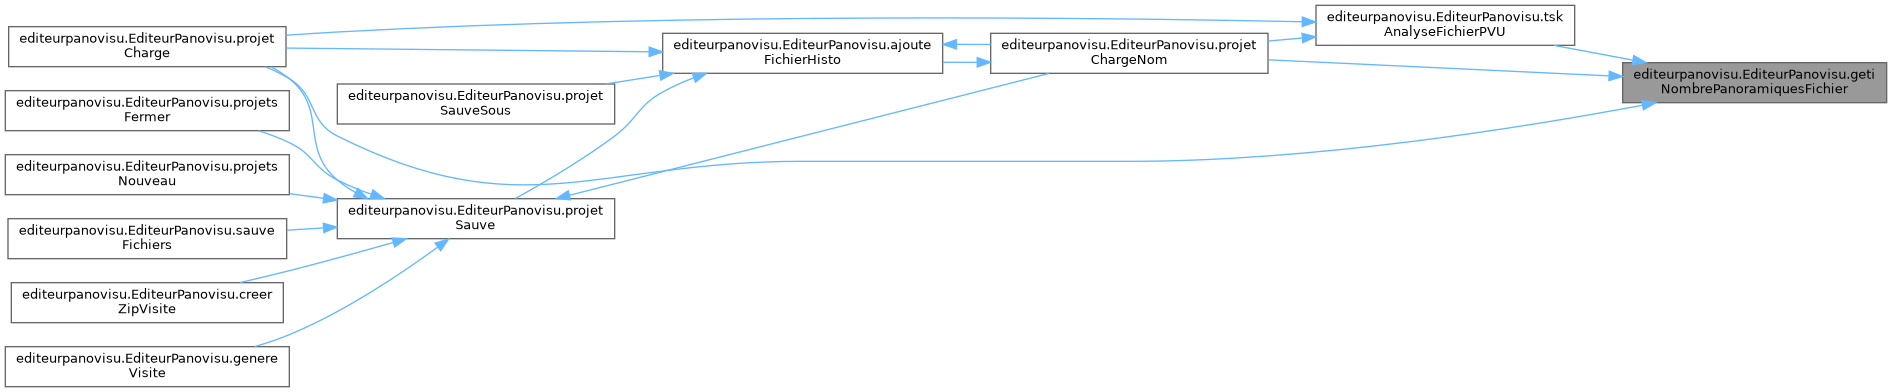 editeurpanovisu.EditeurPanovisu.projet
Charge
editeurpanovisu.EditeurPanovisu.projets
Fermer
editeurpanovisu.EditeurPanovisu.projets
Nouveau
editeurpanovisu.EditeurPanovisu.sauve
Fichiers
editeurpanovisu.EditeurPanovisu.creer
ZipVisite
editeurpanovisu.EditeurPanovisu.genere
Visite
editeurpanovisu.EditeurPanovisu.projet
SauveSous
editeurpanovisu.EditeurPanovisu.projet
Sauve
editeurpanovisu.EditeurPanovisu.ajoute
FichierHisto
editeurpanovisu.EditeurPanovisu.projet
ChargeNom
editeurpanovisu.EditeurPanovisu.tsk
AnalyseFichierPVU
editeurpanovisu.EditeurPanovisu.geti
NombrePanoramiquesFichier